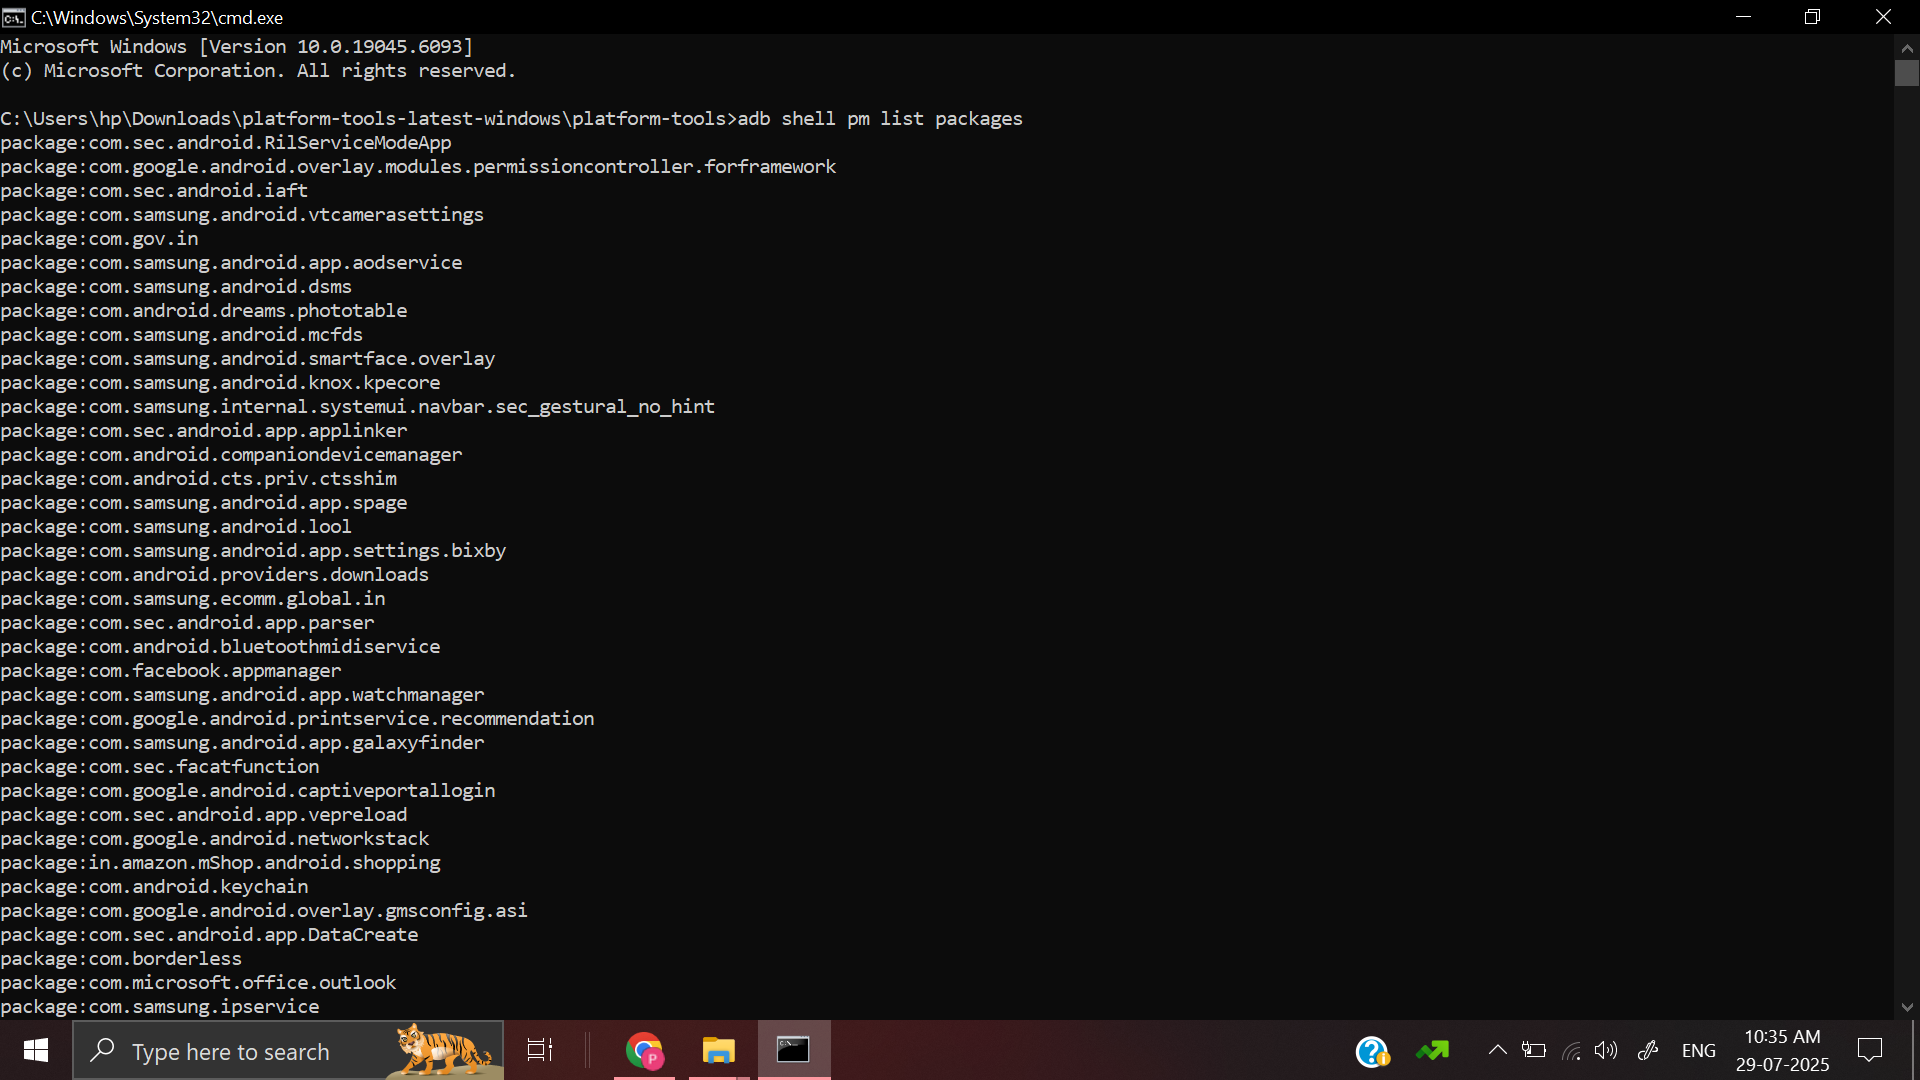 C:\Windows\System32\cmd.exe
Microsoft Windows [Version 10.0.19045.6093]
(c) Microsoft Corporation. All rights reserved.
C:\Users\hp\Downloads\platform-tools-latest-windows\platform-tools>adb shell pm list packages
package:com.sec.android.RilServiceModeApp
package:com.google.android.overlay.modules.permissioncontroller.forframework
package:com.sec.android.iaft
package:com.samsung.android.vtcamerasettings
package:com.gov.in
package:com.samsung.android.app.aodservice
package:com.samsung.android.dsms
package:com.android.dreams.phototable
package:com.samsung.android.mcfds
package:com.samsung.android.smartface.overlay
package:com.samsung.android.knox.kpecore
package:com.samsung.internal.systemui.navbar.sec_gestural_no_hint
package:com.sec.android.app.applinker
package:com.android.companiondevicemanager
package:com.android.cts.priv.ctsshim
package:com.samsung.android.app.spage
package:com.samsung.android.lool
package:com.samsung.android.app.settings.bixby
package:com.android.providers.downloads
package:com.samsung.ecomm.global.in
package:com.sec.android.app.parser
package:com.android.bluetoothmidiservice
package:com.facebook.appmanager
package:com.samsung.android.app.watchmanager
package:com.google.android.printservice.recommendation
package:com.samsung.android.app.galaxyfinder
package:com.sec.facatfunction
package:com.google.android.captiveportallogin
package:com.sec.android.app.vepreload
package:com.google.android.networkstack
package:in.amazon.mShop.android.shopping
package:com.android.keychain
package:com.google.android.overlay.gmsconfig.asi
package:com.sec.android.app.DataCreate
package:com.borderless
package:com.microsoft.office.outlook
package:com.samsung.ipservice
Type here to search
P
ENG
10:35 AM
29-07-2025